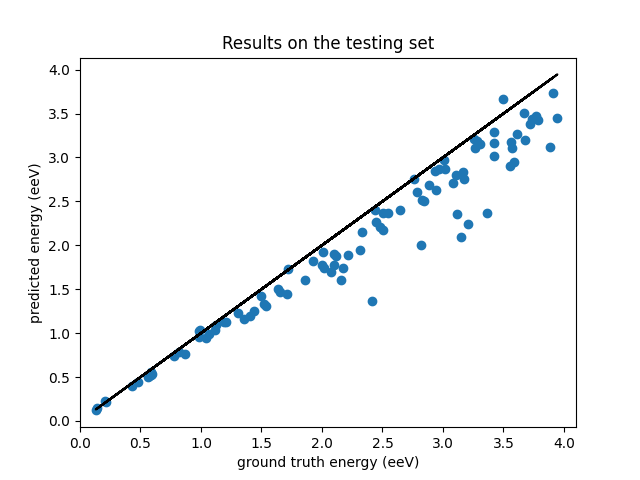 Results on the testing set
predicted energy (eeV)
4.0
3.5
3.0
2.5
2.0
1.5
1.0
0.5
0.0
0.0 0.5 1.0 1.5 2.0 2.5 3.0 3.5 4.0
ground truth energy (eeV)